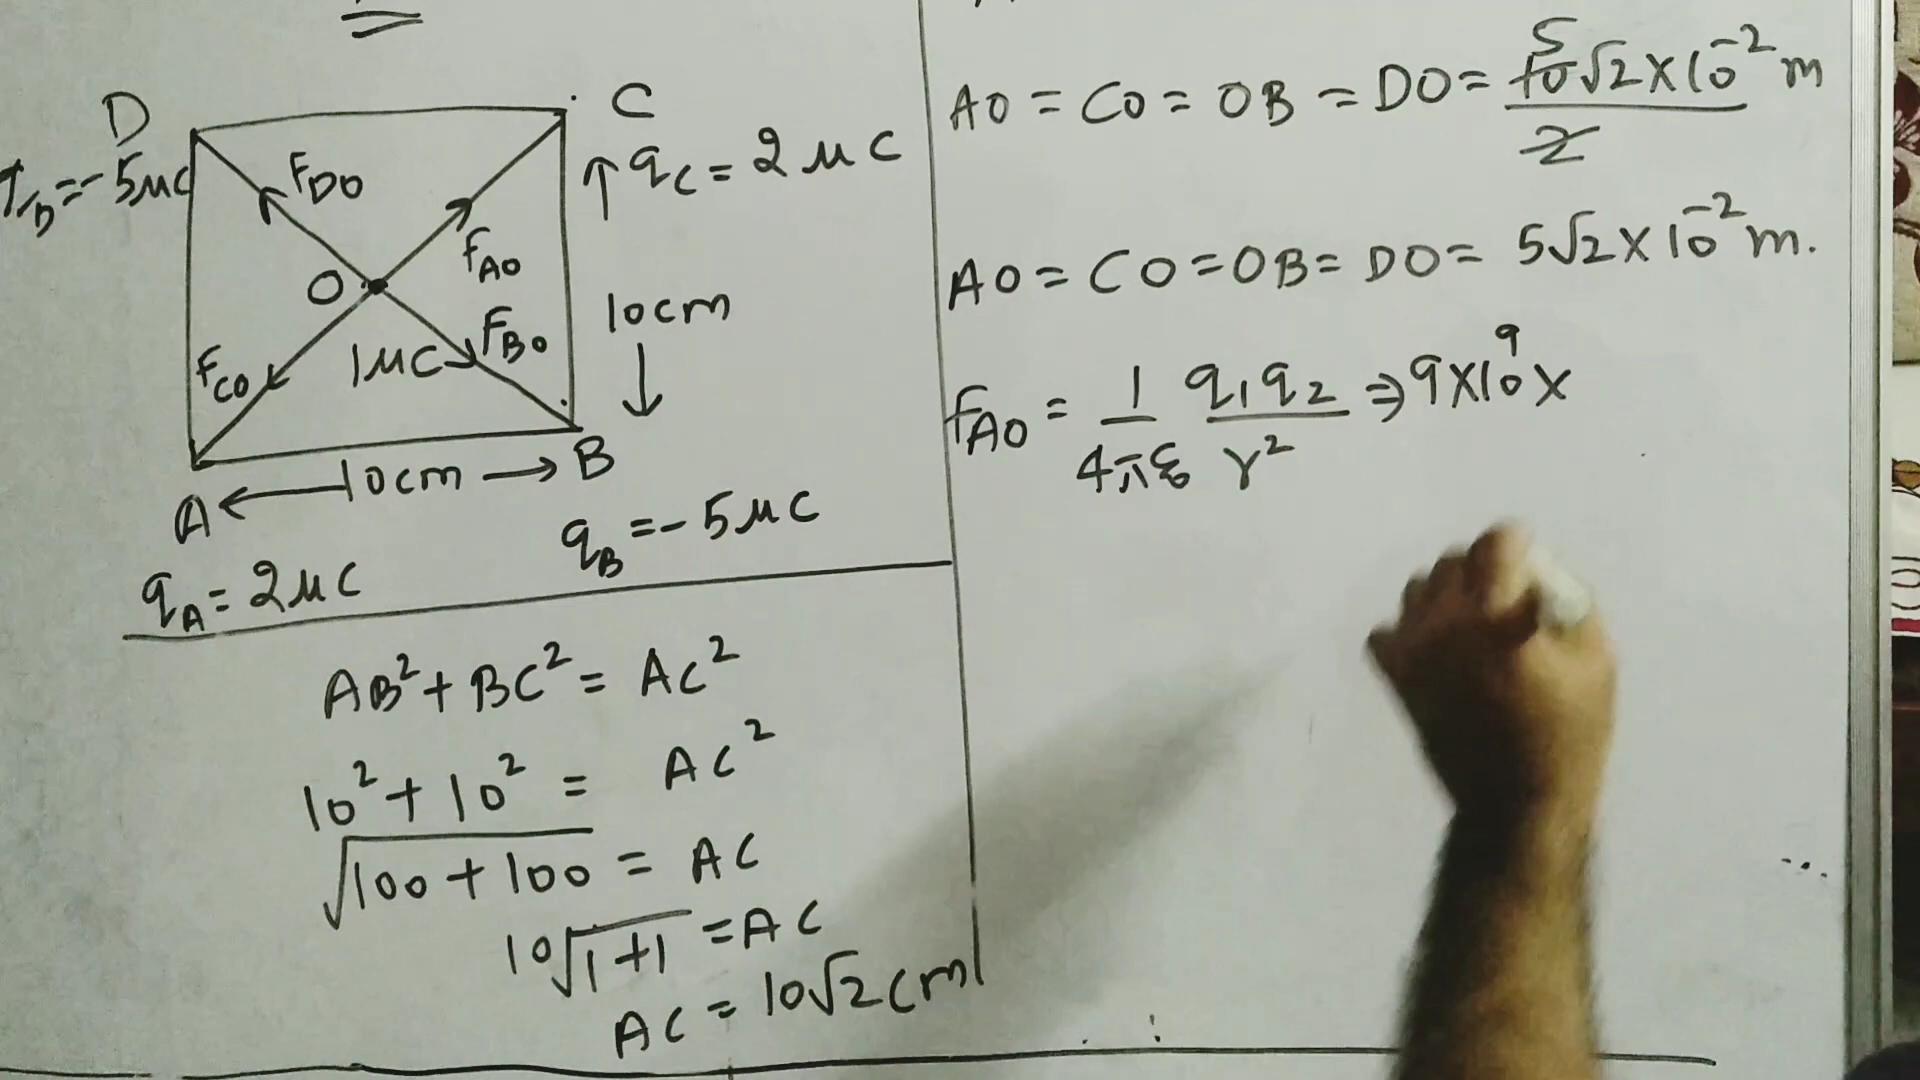 D
C
q_D=-5μC
F_DO
↑ q_C = 2μC
F_AO
O
10cm
↓
F_CO
1μC
F_BO
A ← 10cm → B
q_A = 2μC
q_B = -5μC
AB² + BC² = AC²
10² + 10² = AC²
√100 + 100 = AC
10√1+1 = AC
AC = 10√2 cm
AO = CO = OB = DO = 5 10√2 × 10⁻² m / 2
AO = CO = OB = DO = 5√2 × 10⁻² m.
F_AO = 1/4πε₀ q₁q₂/r² ⇒ 9×10⁹ ×